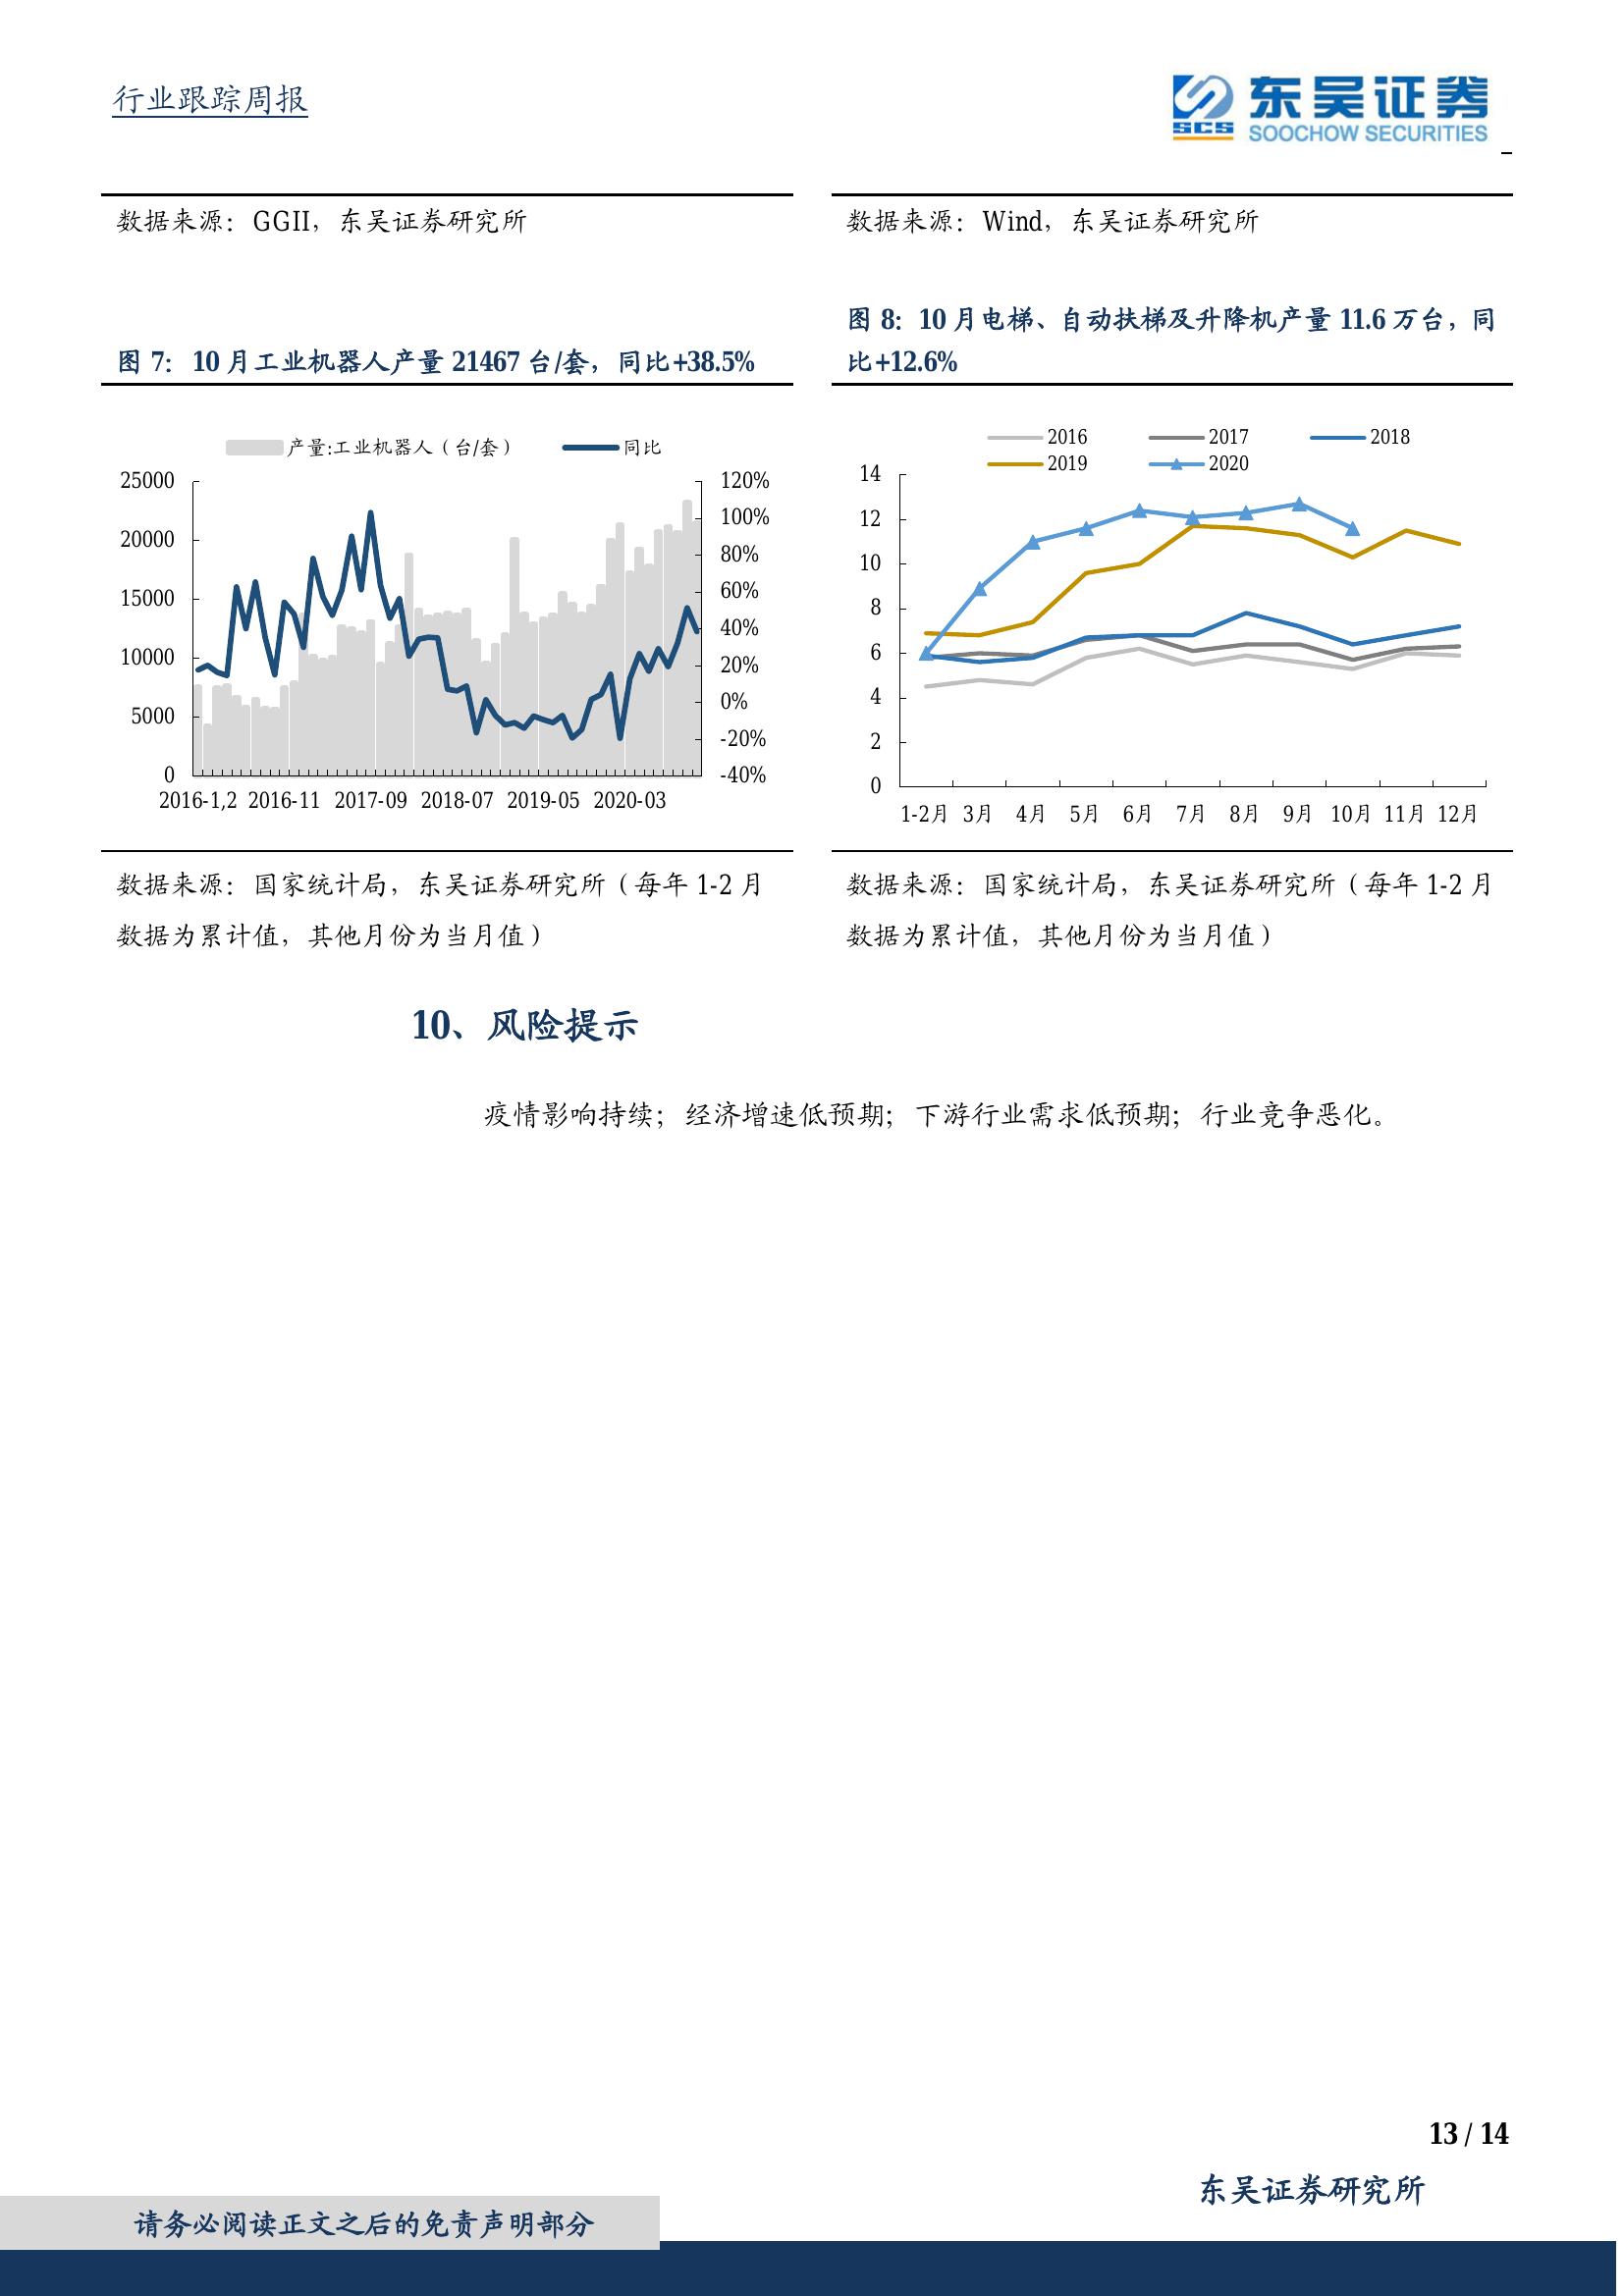 行业跟踪周报
东吴证券
SCS
SOOCHOW SECURITIES
数据来源：GGII，东吴证券研究所
数据来源：Wind，东吴证券研究所
图 7： 10 月工业机器人产量 21467 台/套，同比+38.5%
图 8：10 月电梯、自动扶梯及升降机产量 11.6 万台，同
比+12.6%
产量:工业机器人（台/套） 同比
25000
20000
15000
10000
5000
0
120%
100%
80%
60%
40%
20%
0%
-20%
-40%
2016-1,2 2016-11 2017-09 2018-07 2019-05 2020-03
2016 2017 2018
2019 2020
14
12
10
8
6
4
2
0
1-2月 3月 4月 5月 6月 7月 8月 9月 10月 11月 12月
数据来源：国家统计局，东吴证券研究所（每年 1-2 月
数据为累计值，其他月份为当月值）
数据来源：国家统计局，东吴证券研究所（每年 1-2 月
数据为累计值，其他月份为当月值）
10、风险提示
疫情影响持续；经济增速低预期；下游行业需求低预期；行业竞争恶化。
13 / 14
东吴证券研究所
请务必阅读正文之后的免责声明部分